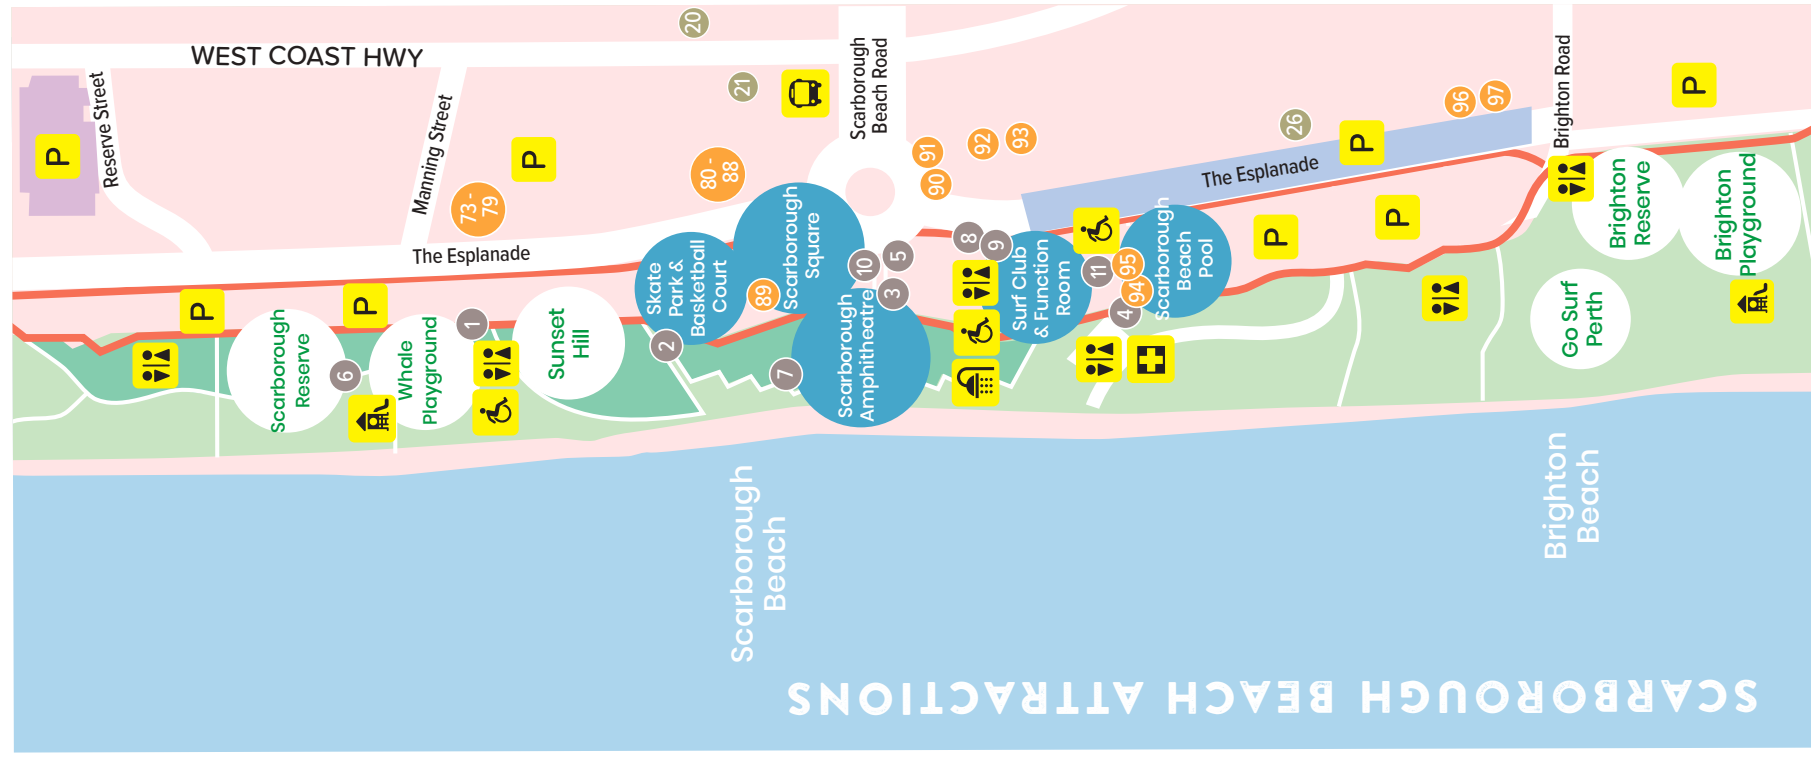 WEST COAST HWY
Reserve Street
Manning Street
Scarborough
Beach Road
Brighton Road
The Esplanade
The Esplanade
P
P
P
P
P
P
P
P
20
21
26
73 -
79
80 -
88
89
90
91
92
93
94
95
96
97
1
2
3
4
5
6
7
8
9
10
11
Scarborough
Reserve
Whale
Playground
Sunset
Hill
Skate
Park &
Basketball
Court
Scarborough
Square
Scarborough
Amphitheatre
Surf Club
& Function
Room
Scarborough
Beach
Pool
Go Surf
Perth
Brighton
Reserve
Brighton
Playground
Scarborough
Beach
Brighton
Beach
SCARBOROUGH BEACH ATTRACTIONS